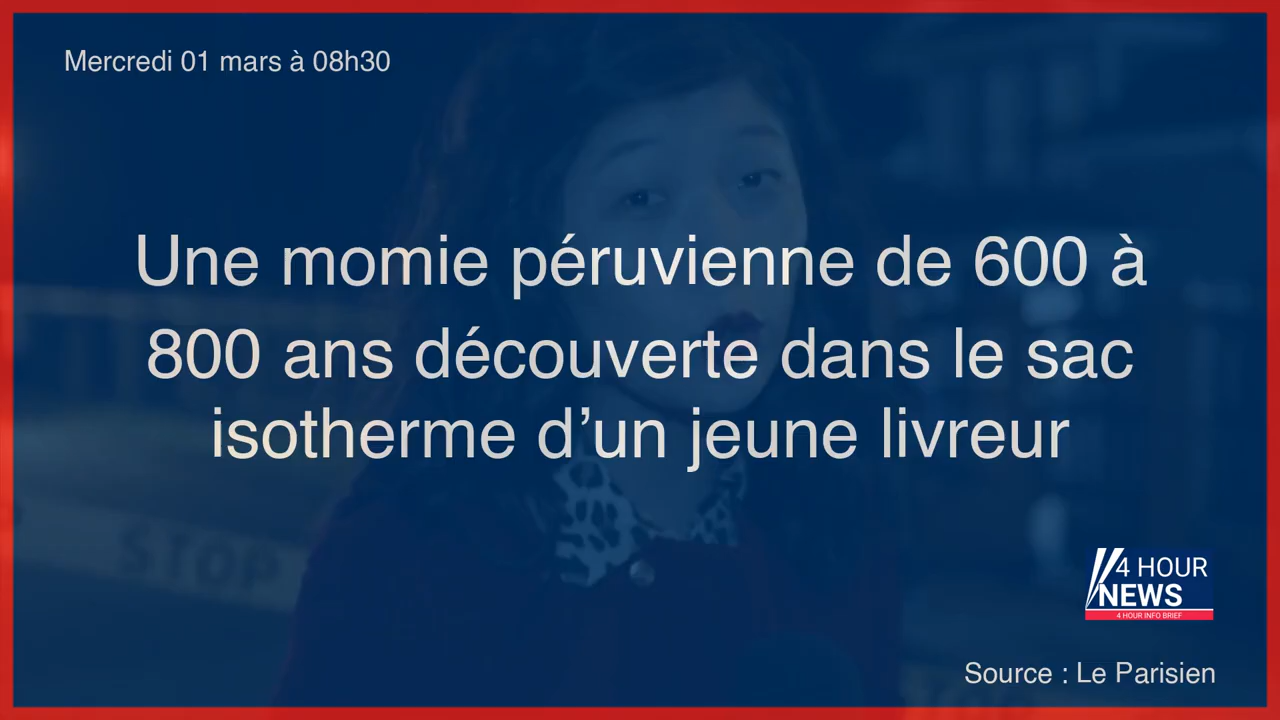 Mercredi 01 mars à 08h30
Une momie péruvienne de 600 à
800 ans découverte dans le sac
isotherme d’un jeune livreur
STOP
4 HOUR
NEWS
4 HOUR INFO BRIEF
Source : Le Parisien